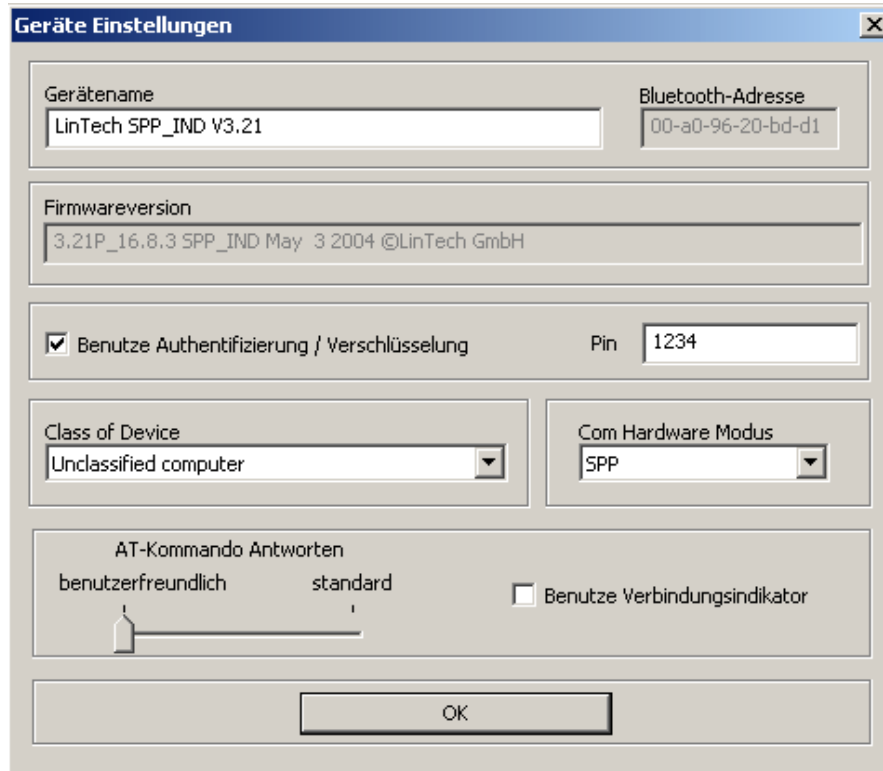 Geräte Einstellungen
Gerätename
Bluetooth-Adresse
LinTech SPP_IND V3.21
00-a0-96-20-bd-d1
Firmwareversion
3.21P_16.8.3 SPP_IND May  3 2004 ©LinTech GmbH
Benutze Authentifizierung / Verschlüsselung
Pin
1234
Class of Device
Unclassified computer
Com Hardware Modus
SPP
AT-Kommando Antworten
benutzerfreundlich
standard
Benutze Verbindungsindikator
OK